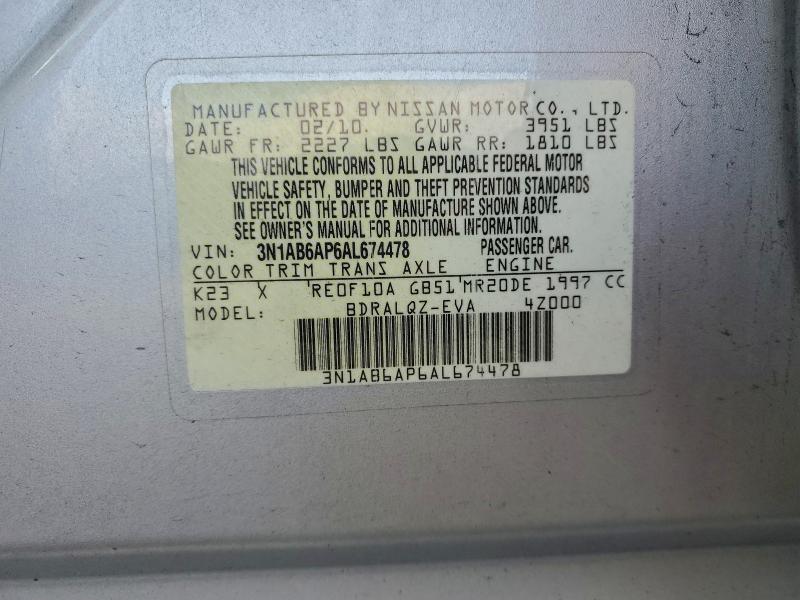 MANUFACTURED BY NISSAN MOTOR CO., LTD.
DATE: 02/10. GVWR: 3951 LBS
GAWR FR: 2227 LBS GAWR RR: 1810 LBS
THIS VEHICLE CONFORMS TO ALL APPLICABLE FEDERAL MOTOR
VEHICLE SAFETY, BUMPER AND THEFT PREVENTION STANDARDS
IN EFFECT ON THE DATE OF MANUFACTURE SHOWN ABOVE.
SEE OWNER'S MANUAL FOR ADDITIONAL INFORMATION.
VIN: 3N1AB6AP6AL674478 PASSENGER CAR.
COLOR TRIM TRANS AXLE ENGINE
K23 X 'RE0F10A GB51'MR20DE 1997 CC
MODEL: BDRALQZ-EVA 4Z000
3N1AB6AP6AL674478